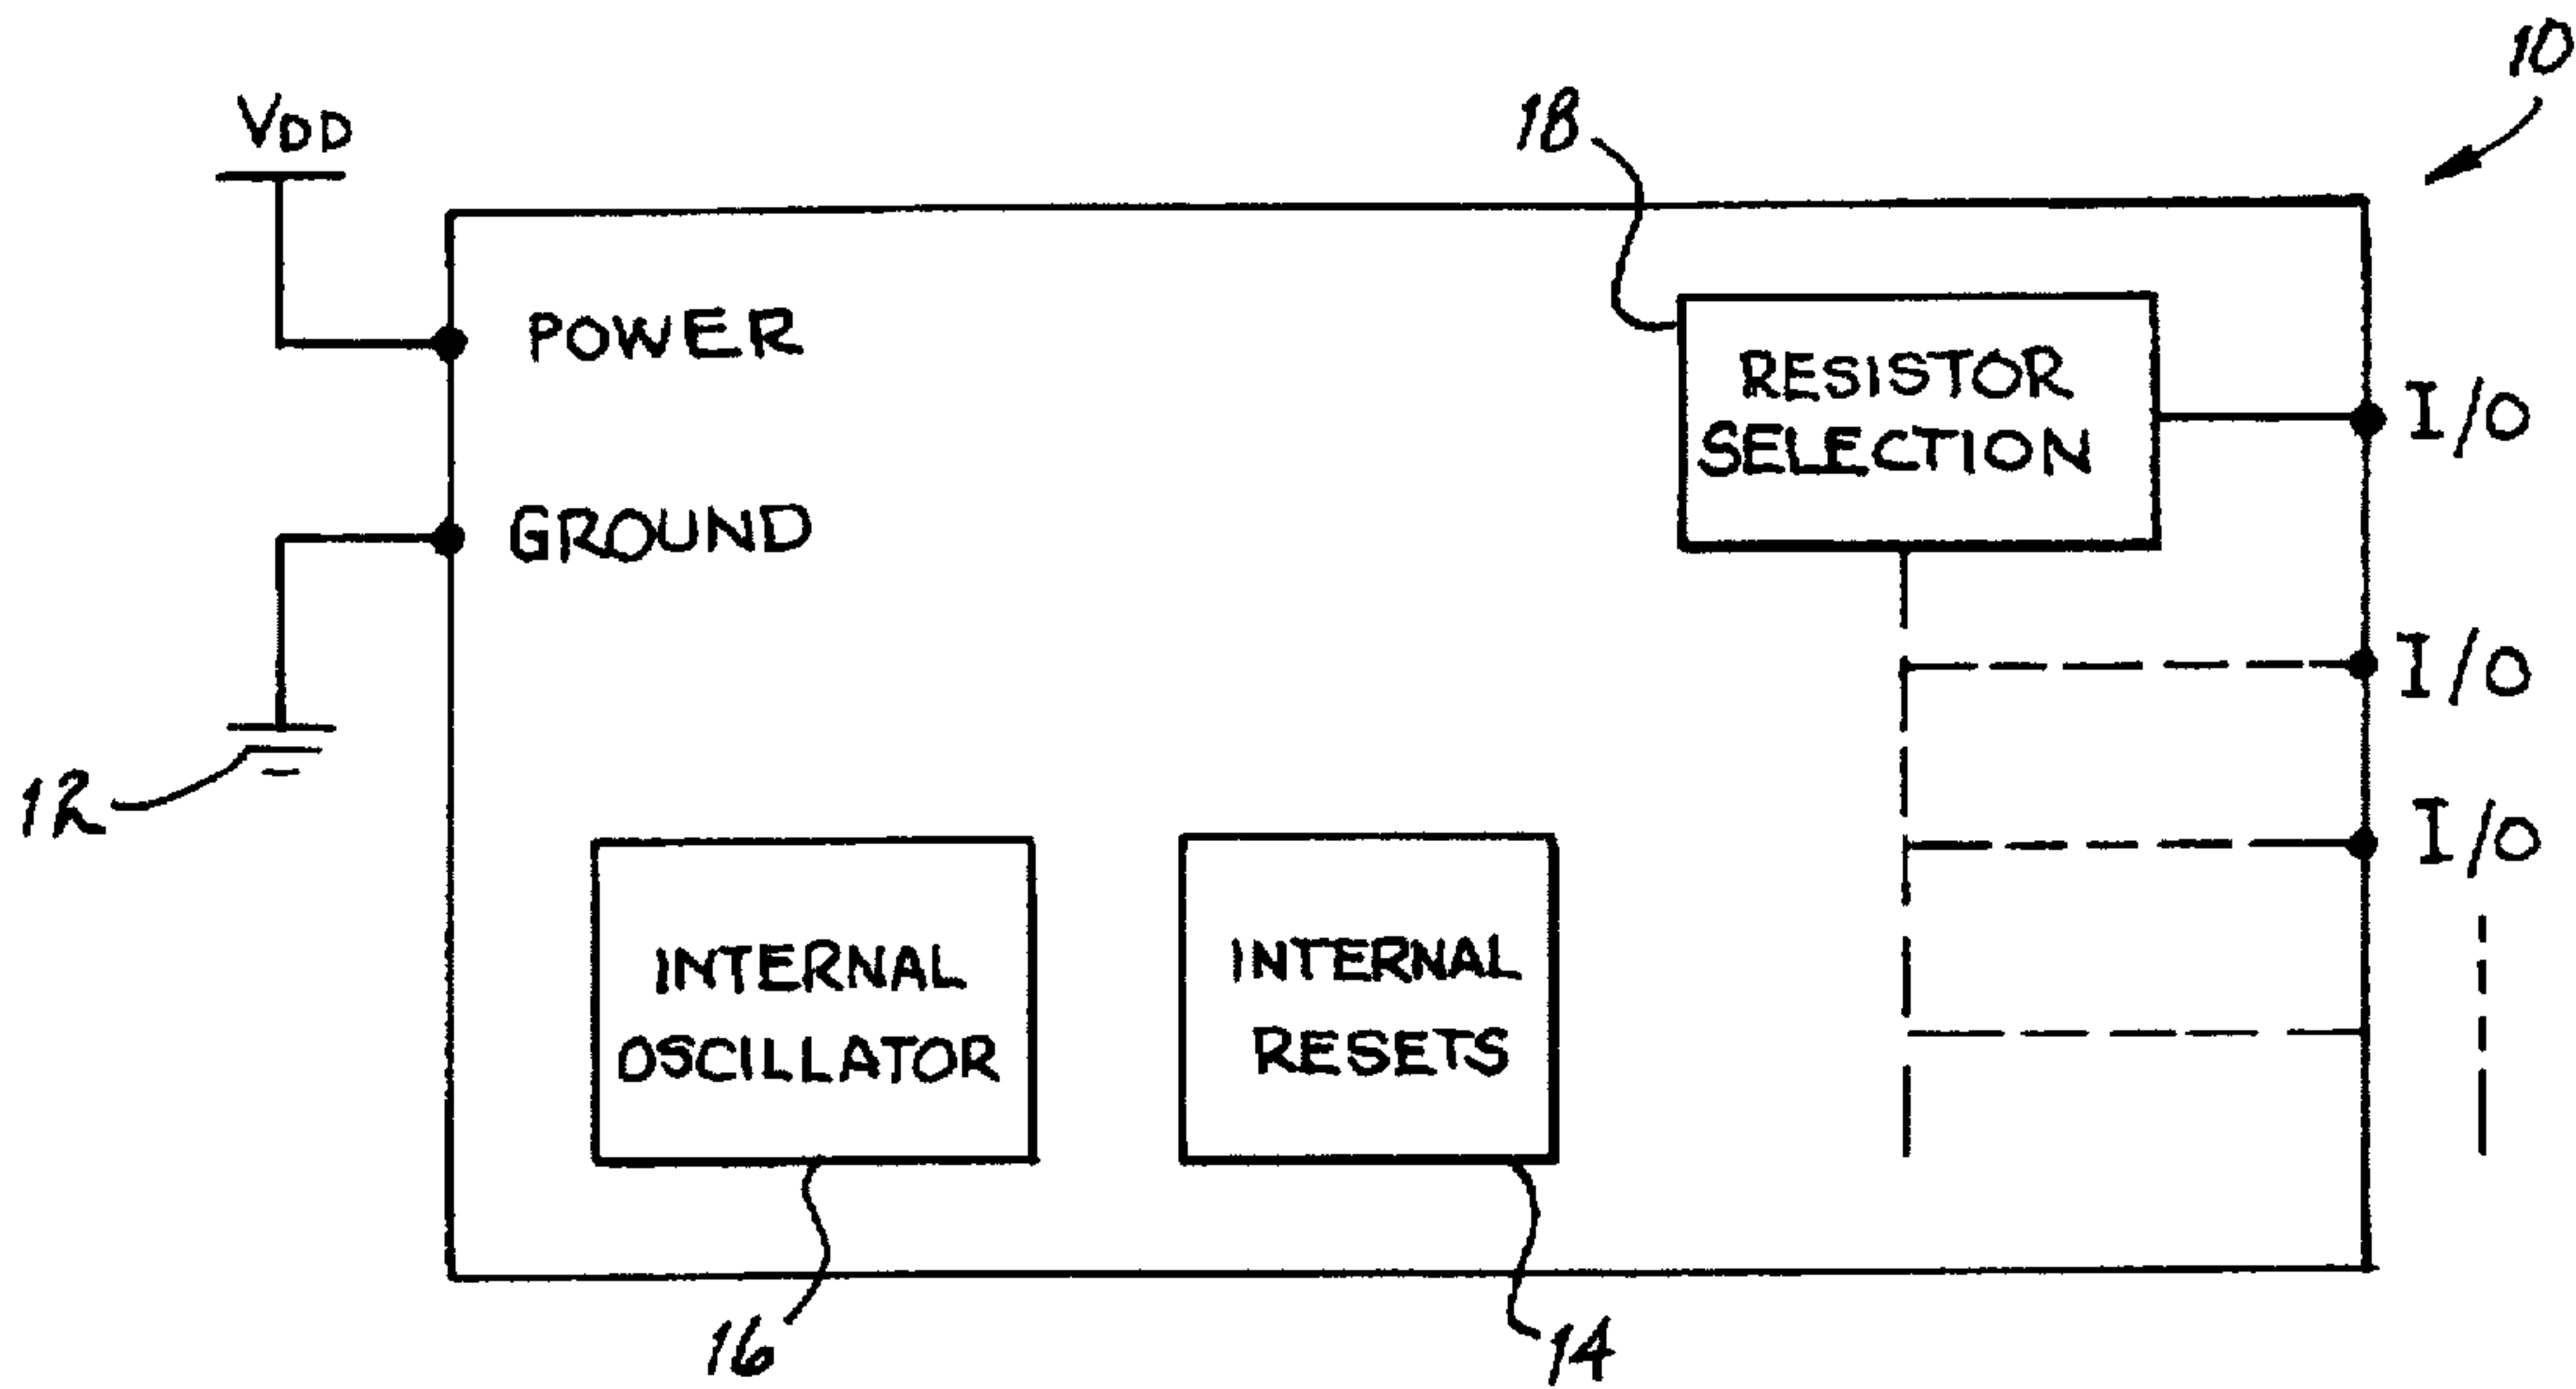 10
18
VDD
POWER
RESISTOR
SELECTION
I/O
GROUND
I/O
12
I/O
INTERNAL
OSCILLATOR
INTERNAL
RESETS
16
14